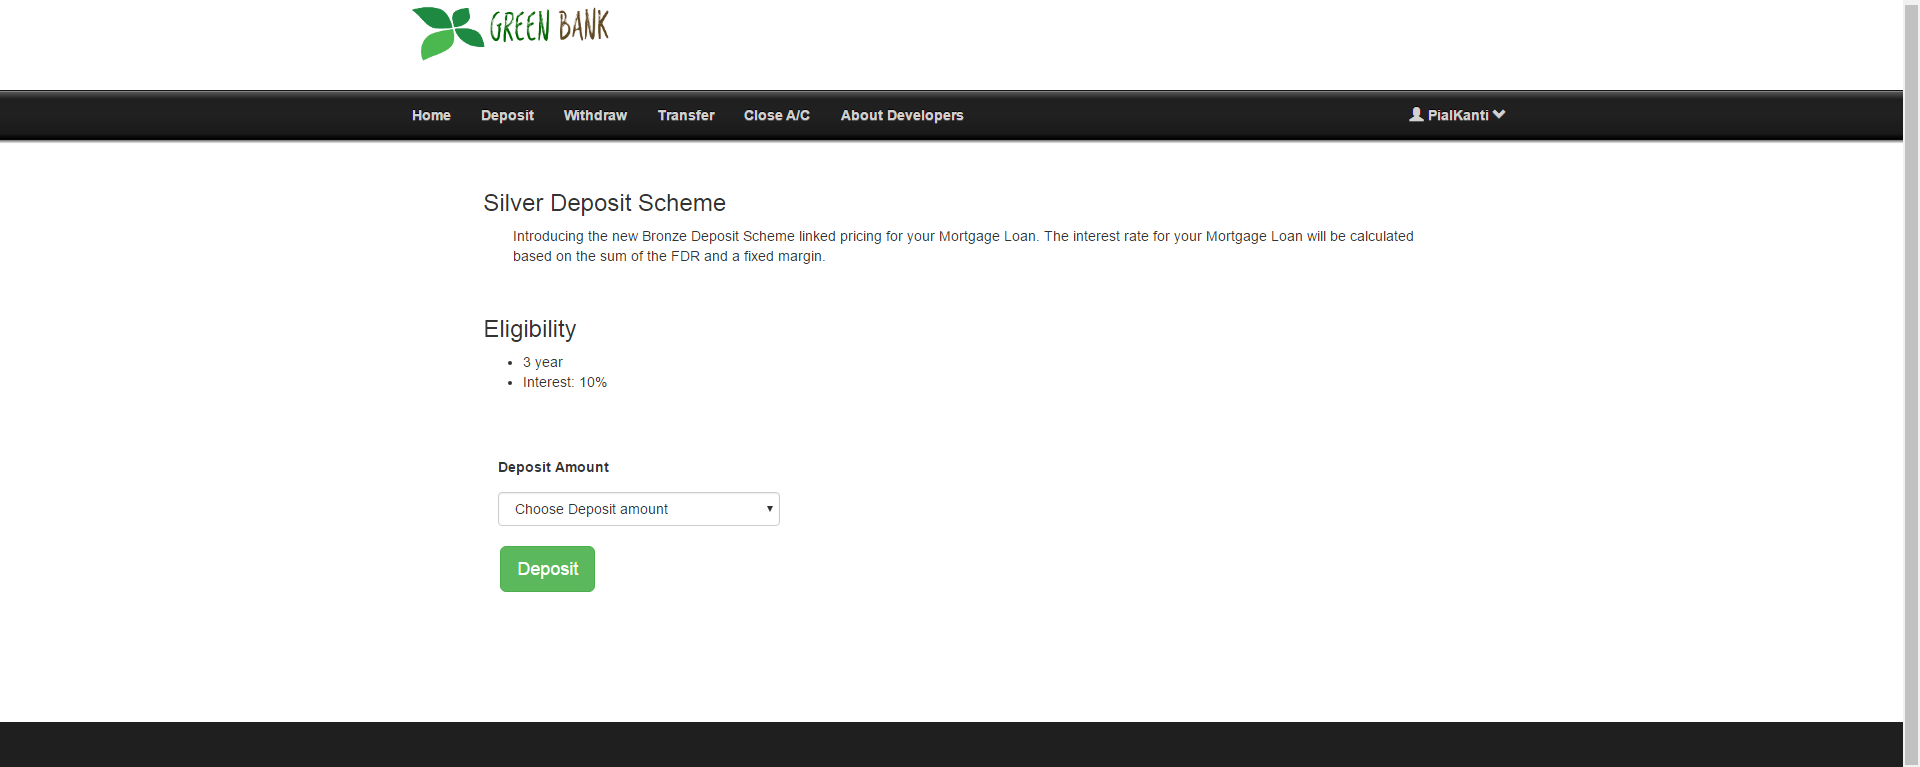 GREEN BANK
Home Deposit Withdraw Transfer Close A/C About Developers PialKanti
Silver Deposit Scheme
Introducing the new Bronze Deposit Scheme linked pricing for your Mortgage Loan. The interest rate for your Mortgage Loan will be calculated
based on the sum of the FDR and a fixed margin.
Eligibility
• 3 year
• Interest: 10%
Deposit Amount
Choose Deposit amount
Deposit